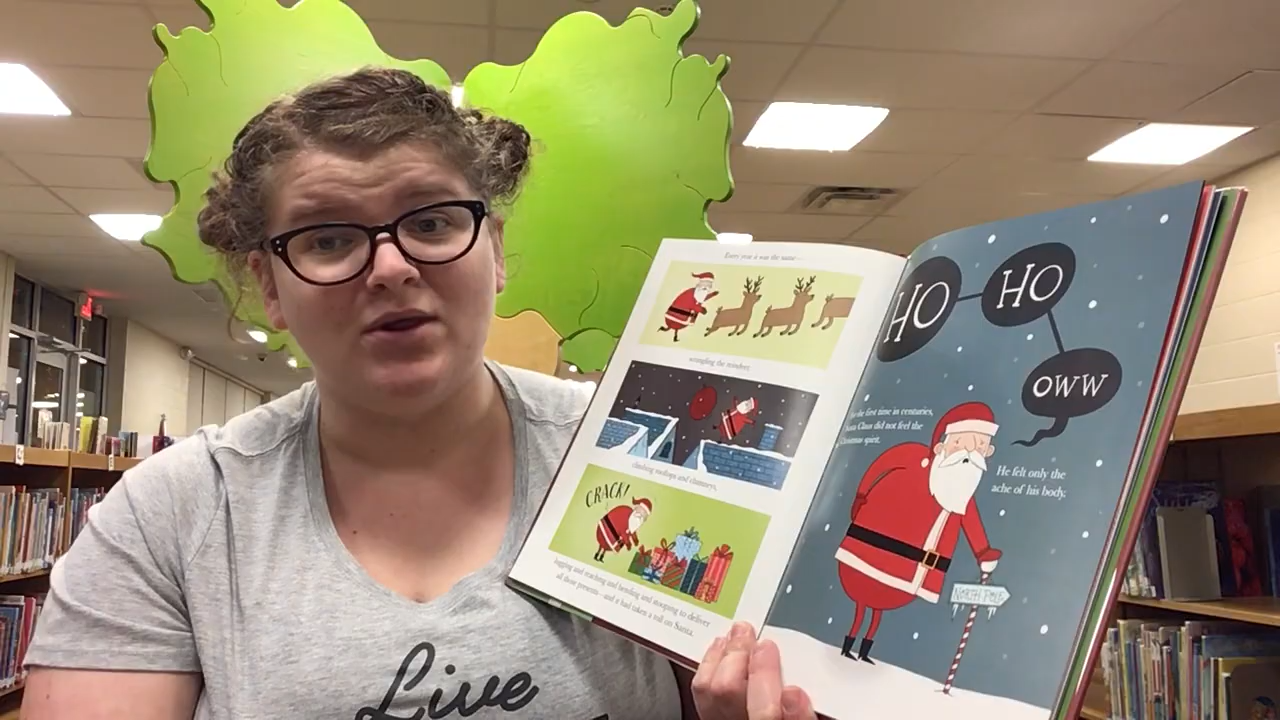 Every year it was the same—
wrangling the reindeer,
climbing rooftops and chimneys,
CRACK!
lugging and reaching and bending and stooping to deliver
all those presents—and it had taken a toll on Santa.
HO
HO
OWW
the first time in centuries,
Santa Claus did not feel the
Christmas spirit.
He felt only the
ache of his body.
NORTH POLE
Live